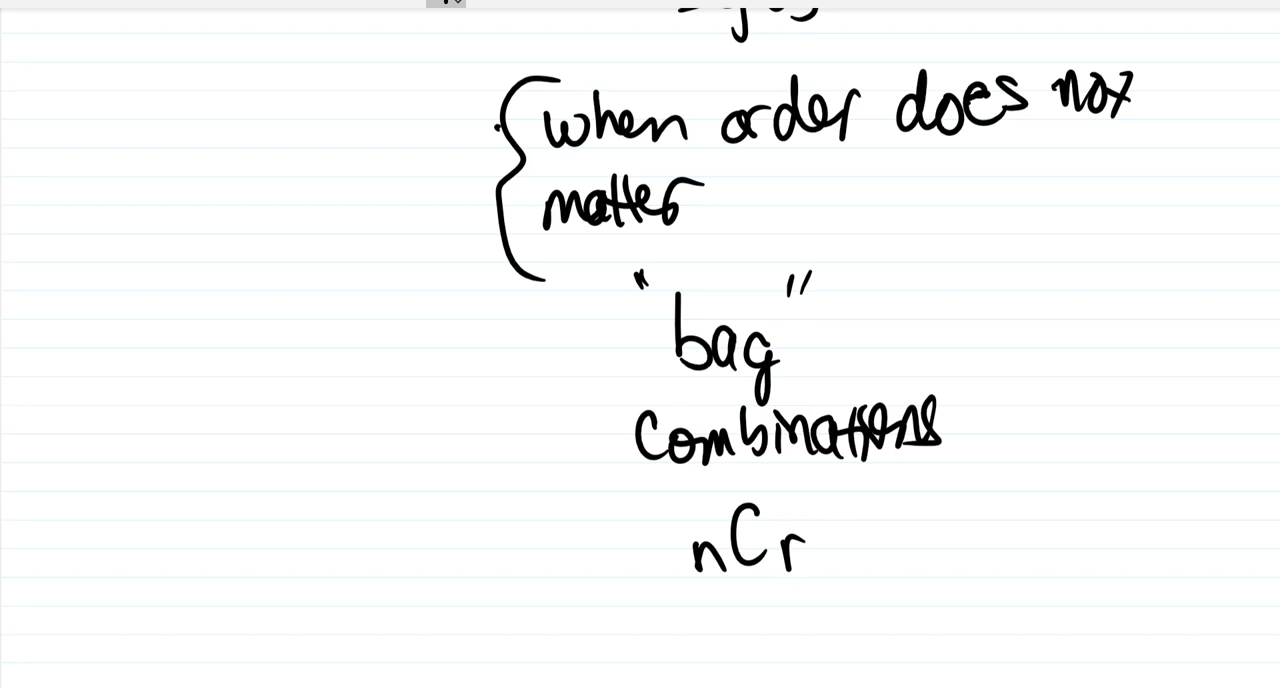 when order does not
matter
"bag"
Combinations
nCr